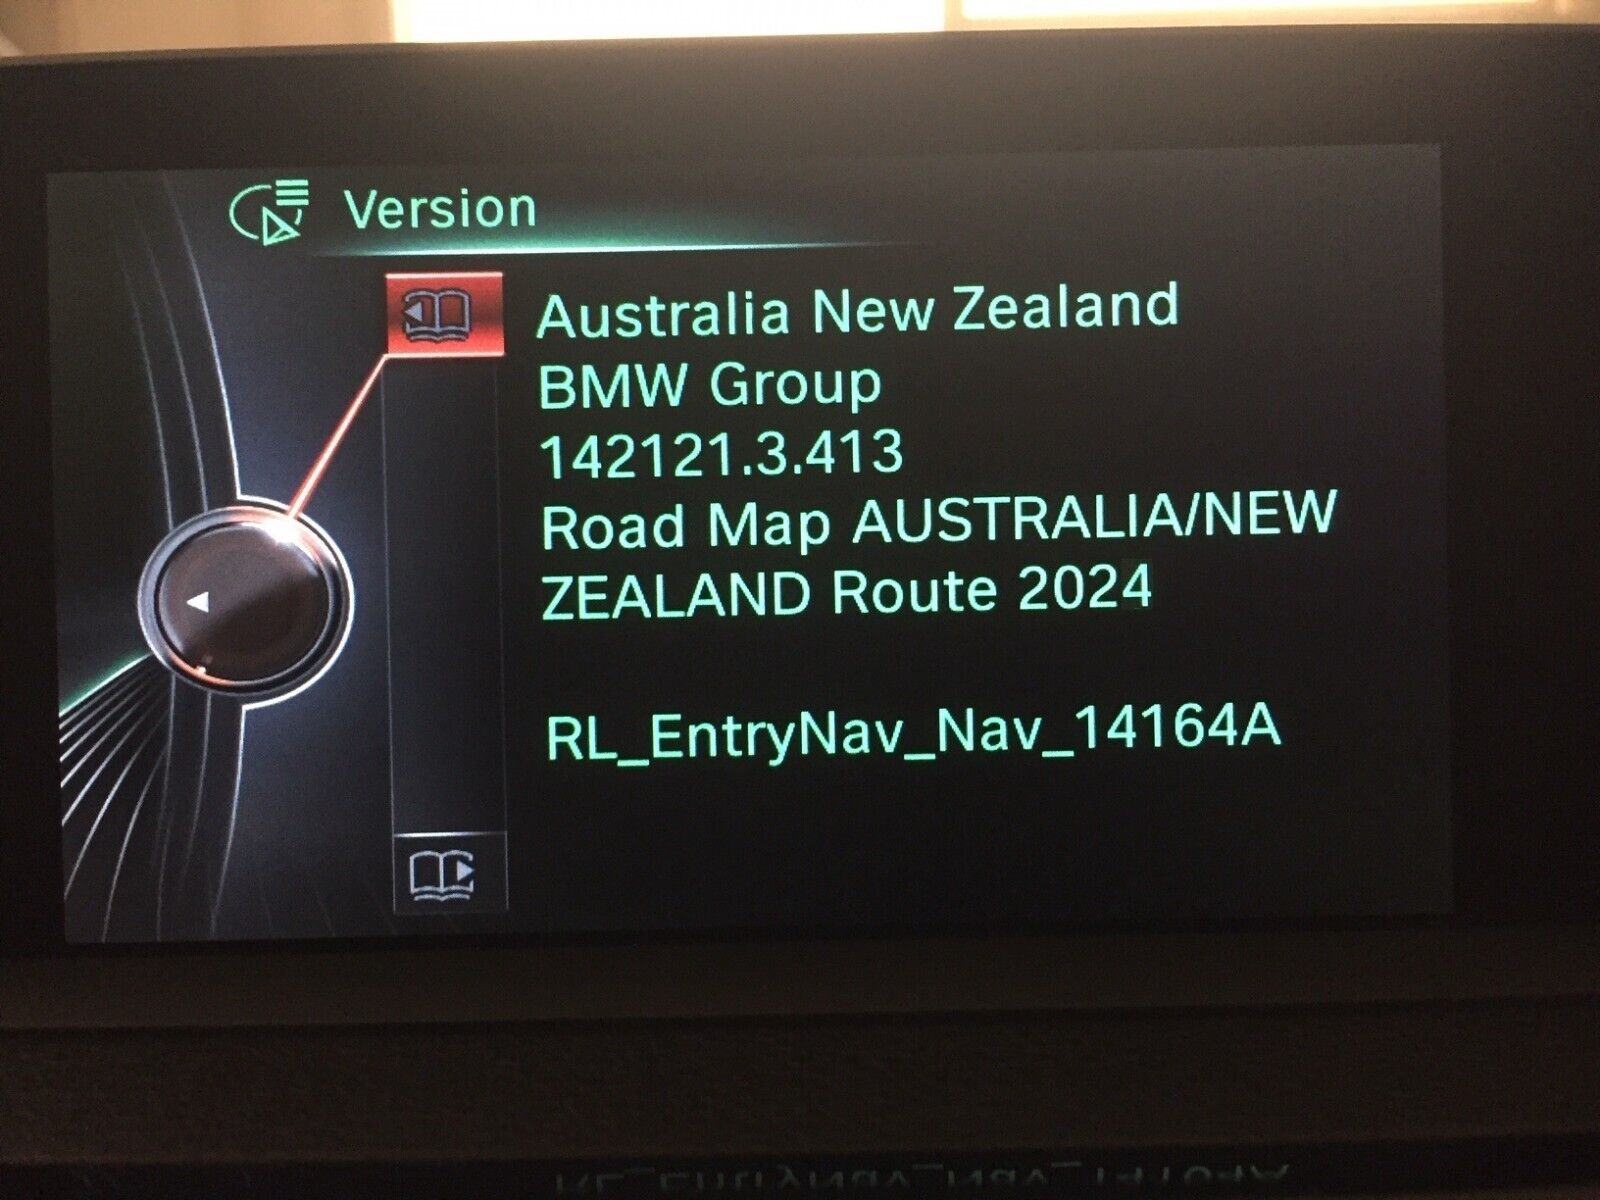 Version
Australia New Zealand
BMW Group
142121.3.413
Road Map AUSTRALIA/NEW
ZEALAND Route 2024
RL_EntryNav_Nav_14164A